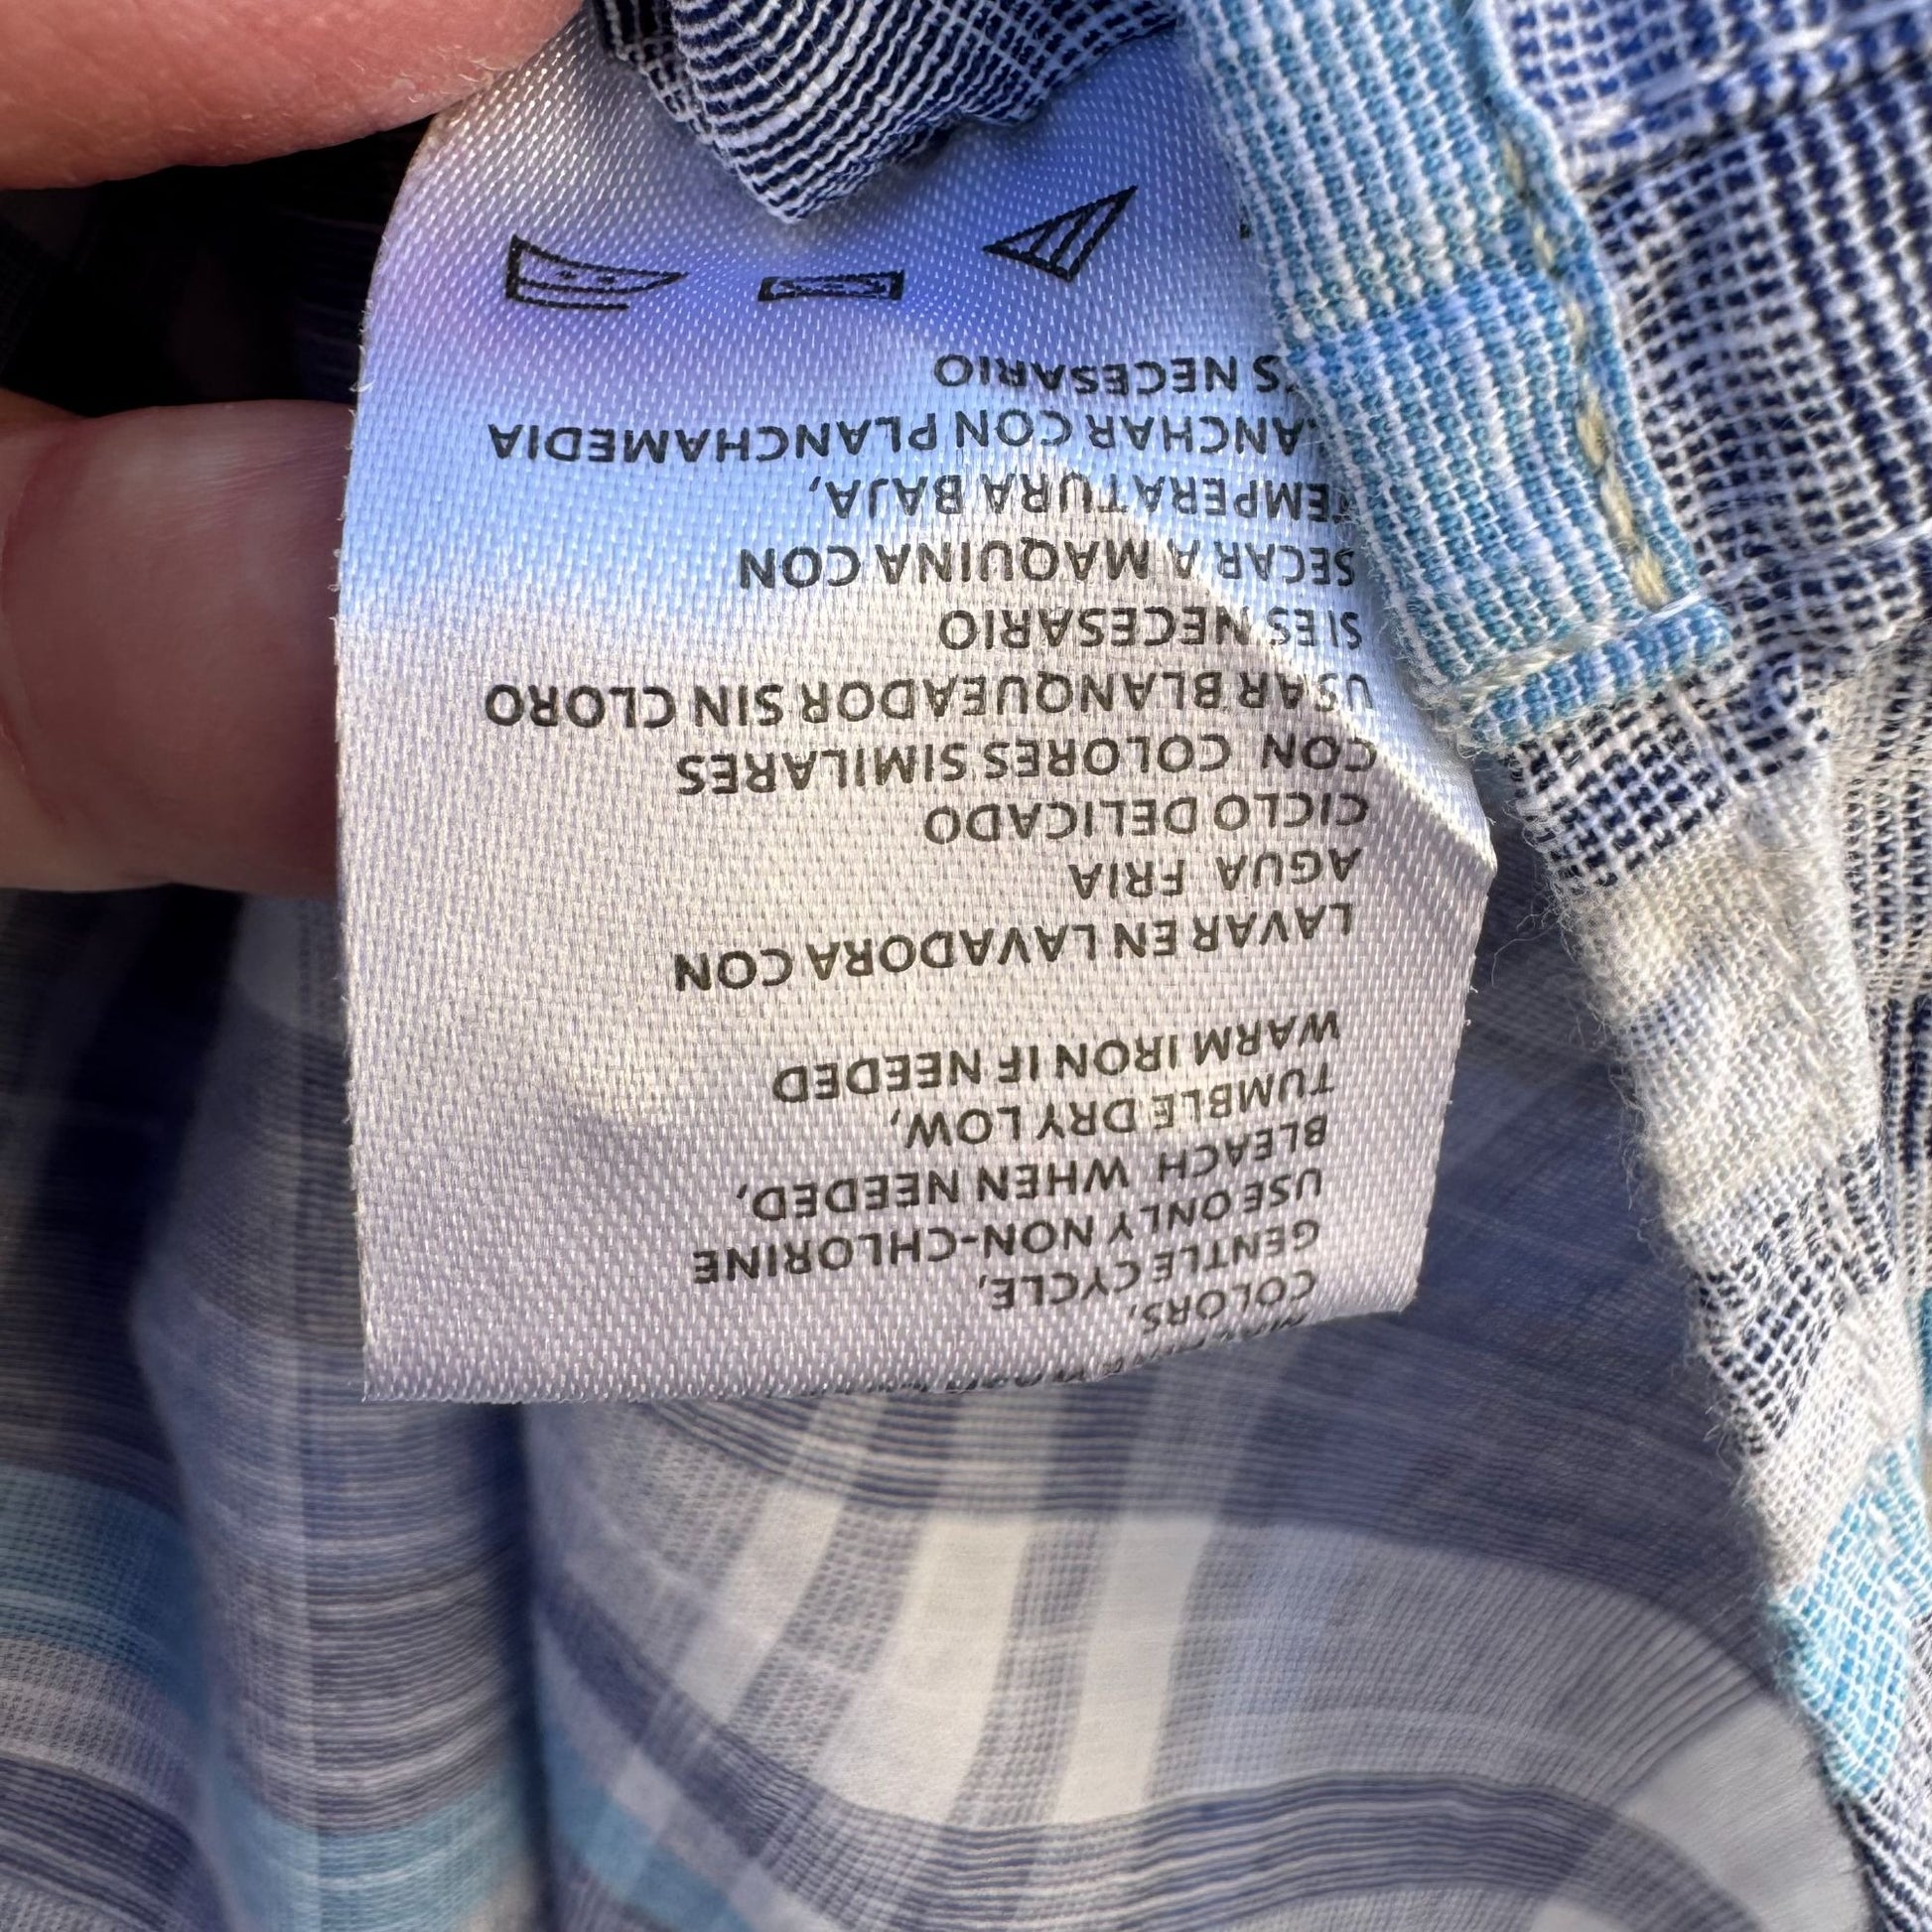 COLORS,
GENTLE CYCLE,
USE ONLY NON-CHLORINE
BLEACH WHEN NEEDED,
TUMBLE DRY LOW,
WARM IRON IF NEEDED
LAVAR EN LAVADORA CON
AGUA FRIA
CICLO DELICADO
CON COLORES SIMILARES
USAR BLANQUEADOR SIN CLORO
SI ES NECESARIO
SECAR A MAQUINA CON
TEMPERATURA BAJA,
LANCHAR CON PLANCHAMEDIA
ES NECESARIO